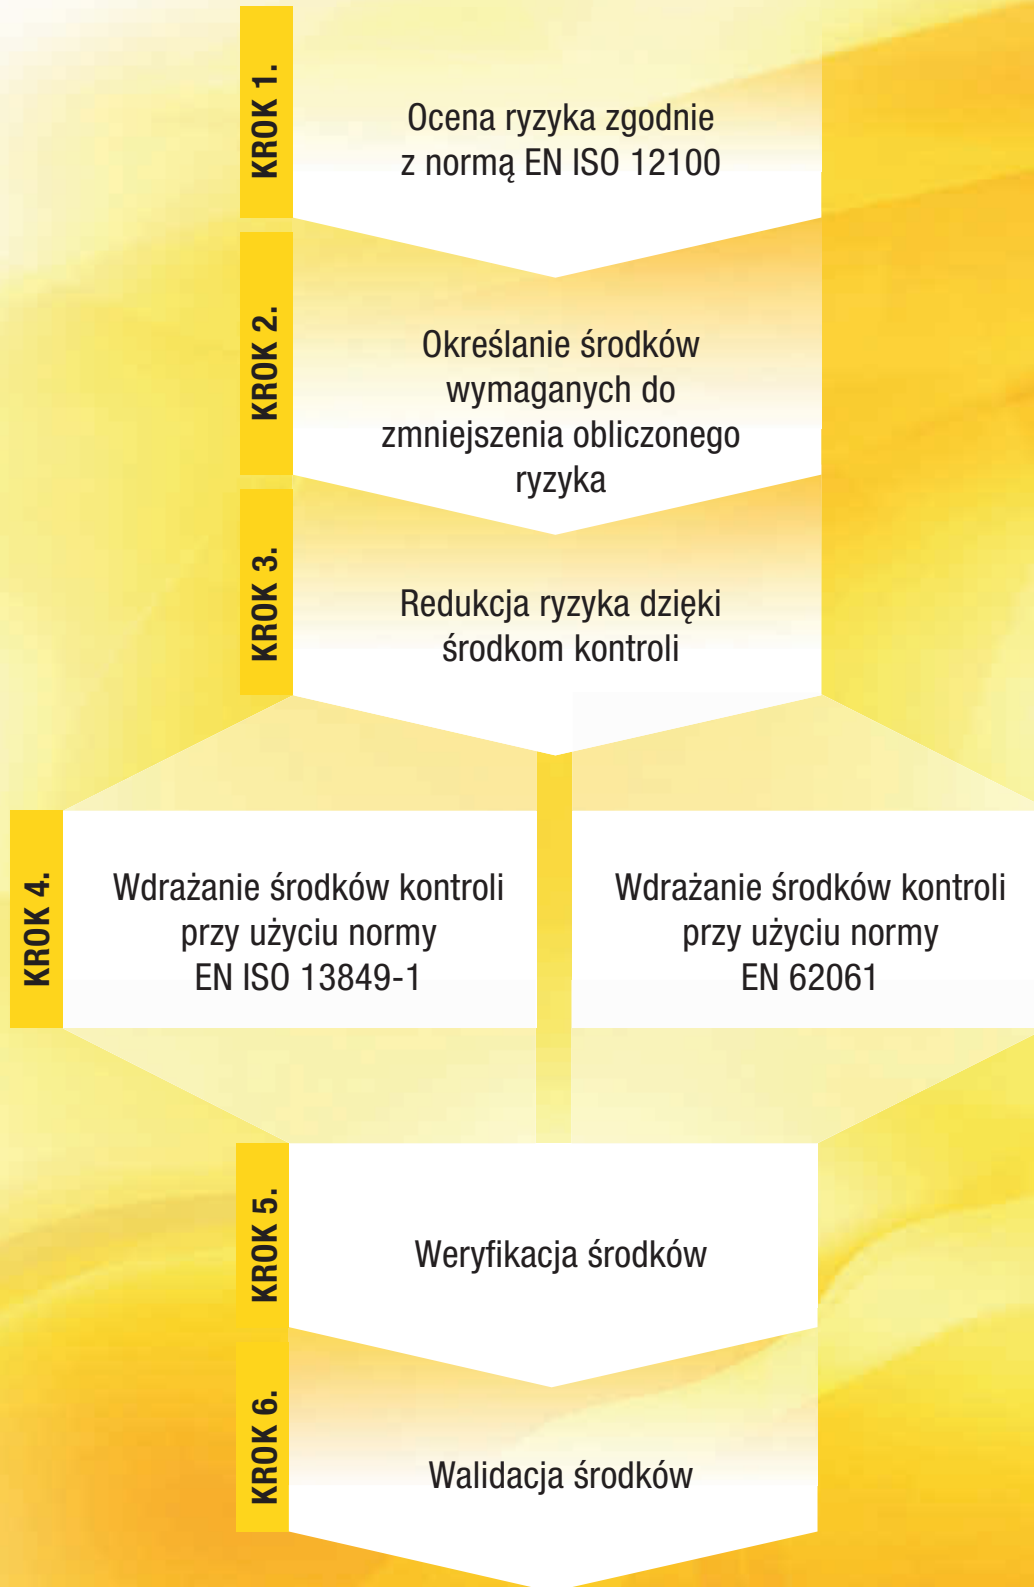 KROK 1.
Ocena ryzyka zgodnie
z normą EN ISO 12100
KROK 2.
Określanie środków
wymaganych do
zmniejszenia obliczonego
ryzyka
KROK 3.
Redukcja ryzyka dzięki
środkom kontroli
KROK 4.
Wdrażanie środków kontroli
przy użyciu normy
EN ISO 13849-1
Wdrażanie środków kontroli
przy użyciu normy
EN 62061
KROK 5.
Weryfikacja środków
KROK 6.
Walidacja środków